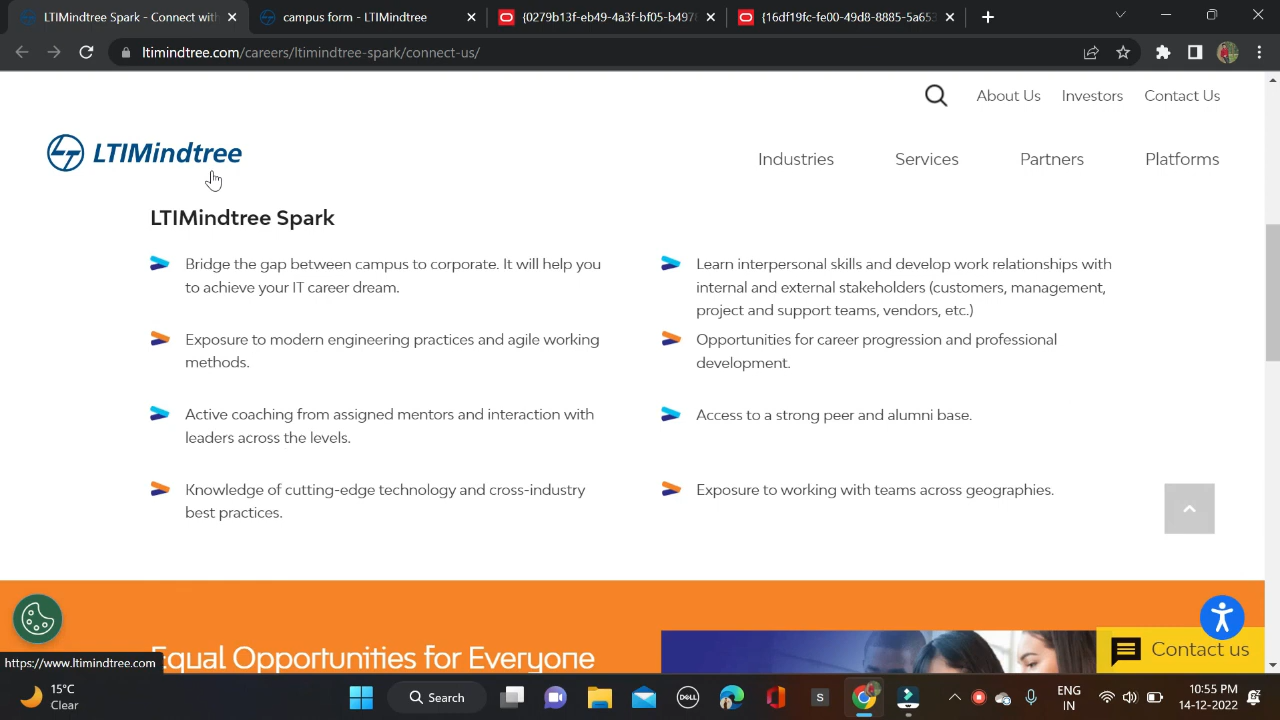 LTIMindtree Spark - Connect with
campus form - LTIMindtree
{0279b13f-eb49-4a3f-bf05-b4978
{16df19fc-fe00-49d8-8885-5a653
ltimindtree.com/careers/ltimindtree-spark/connect-us/
About Us Investors Contact Us
LTIMindtree
Industries Services Partners Platforms
LTIMindtree Spark
Bridge the gap between campus to corporate. It will help you
to achieve your IT career dream.
Exposure to modern engineering practices and agile working
methods.
Active coaching from assigned mentors and interaction with
leaders across the levels.
Knowledge of cutting-edge technology and cross-industry
best practices.
Learn interpersonal skills and develop work relationships with
internal and external stakeholders (customers, management,
project and support teams, vendors, etc.)
Opportunities for career progression and professional
development.
Access to a strong peer and alumni base.
Exposure to working with teams across geographies.
Equal Opportunities for Everyone
Contact us
https://www.ltimindtree.com
15°C
Clear
Search
DELL
S
ENG
IN
10:55 PM
14-12-2022